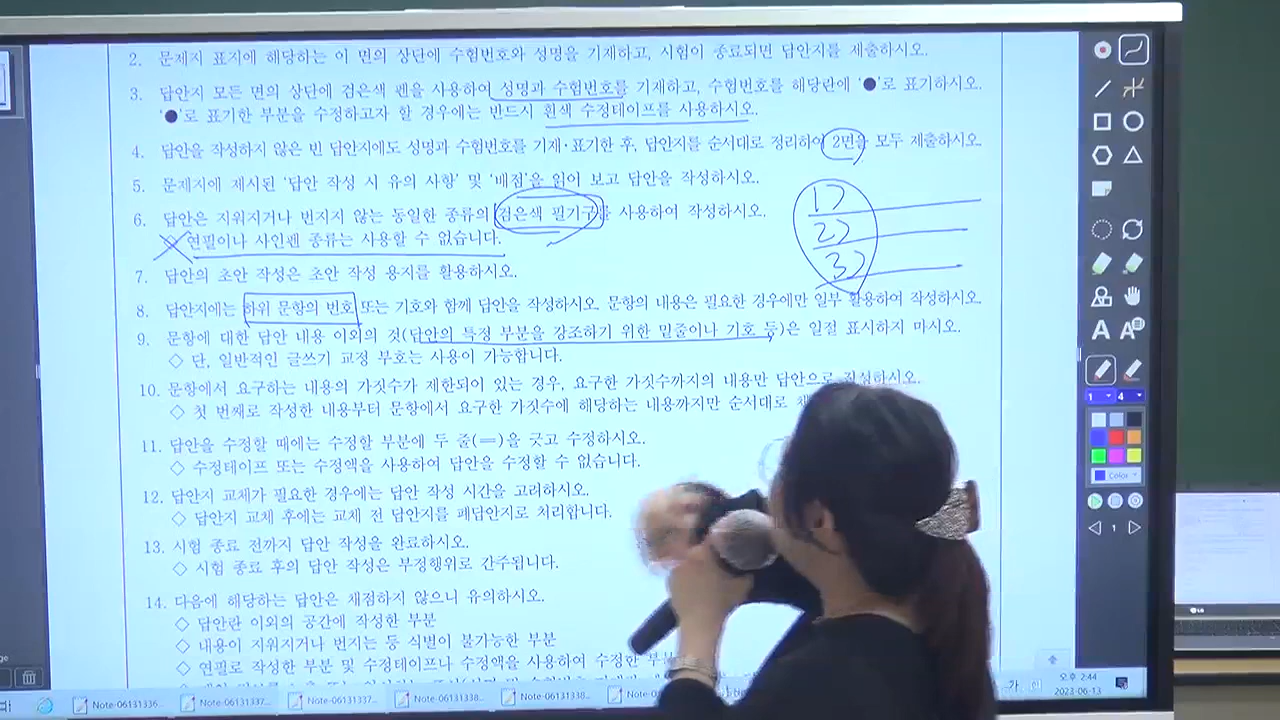 2. 문제지 표지에 해당하는 이 면의 상단에 수험번호와 성명을 기재하고, 시험이 종료되면 답안지를 제출하시오.
3. 답안지 모든 면의 상단에 검은색 펜을 사용하여 성명과 수험번호를 기재하고, 수험번호를 해당란에 '●'로 표기하시오.
'●'로 표기한 부분을 수정하고자 할 경우에는 반드시 흰색 수정테이프를 사용하시오.
4. 답안을 작성하지 않은 빈 답안지에도 성명과 수험번호를 기재·표기한 후, 답안지를 순서대로 정리하여 2면을 모두 제출하시오.
5. 문제지에 제시된 '답안 작성 시 유의 사항' 및 '배점'을 읽어 보고 답안을 작성하시오.
6. 답안은 지워지거나 번지지 않는 동일한 종류의 검은색 필기구를 사용하여 작성하시오.
◇ 연필이나 사인펜 종류는 사용할 수 없습니다.
1)
2)
3)
7. 답안의 초안 작성은 초안 작성 용지를 활용하시오.
8. 답안지에는 하위 문항의 번호 또는 기호와 함께 답안을 작성하시오. 문항의 내용은 필요한 경우에만 일부 활용하여 작성하시오.
9. 문항에 대한 답안 내용 이외의 것(답안의 특정 부분을 강조하기 위한 밑줄이나 기호 등)은 일절 표시하지 마시오.
◇ 단, 일반적인 글쓰기 교정 부호는 사용이 가능합니다.
10. 문항에서 요구하는 내용의 가짓수가 제한되어 있는 경우, 요구한 가짓수까지의 내용만 답안으로 작성하시오.
◇ 첫 번째로 작성한 내용부터 문항에서 요구한 가짓수에 해당하는 내용까지만 순서대로 채
11. 답안을 수정할 때에는 수정할 부분에 두 줄(═)을 긋고 수정하시오.
◇ 수정테이프 또는 수정액을 사용하여 답안을 수정할 수 없습니다.
12. 답안지 교체가 필요한 경우에는 답안 작성 시간을 고려하시오.
◇ 답안지 교체 후에는 교체 전 답안지를 폐답안지로 처리합니다.
13. 시험 종료 전까지 답안 작성을 완료하시오.
◇ 시험 종료 후의 답안 작성은 부정행위로 간주됩니다.
14. 다음에 해당하는 답안은 채점하지 않으니 유의하시오.
◇ 답안란 이외의 공간에 작성한 부분
◇ 내용이 지워지거나 번지는 등 식별이 불가능한 부분
◇ 연필로 작성한 부분 및 수정테이프나 수정액을 사용하여 수정한 부분
1 4
Color
1
LG
Note-06131336
Note-06131337
Note-06131337
Note-06131338
Note-06131338
가
오후 2:44
2023-06-13